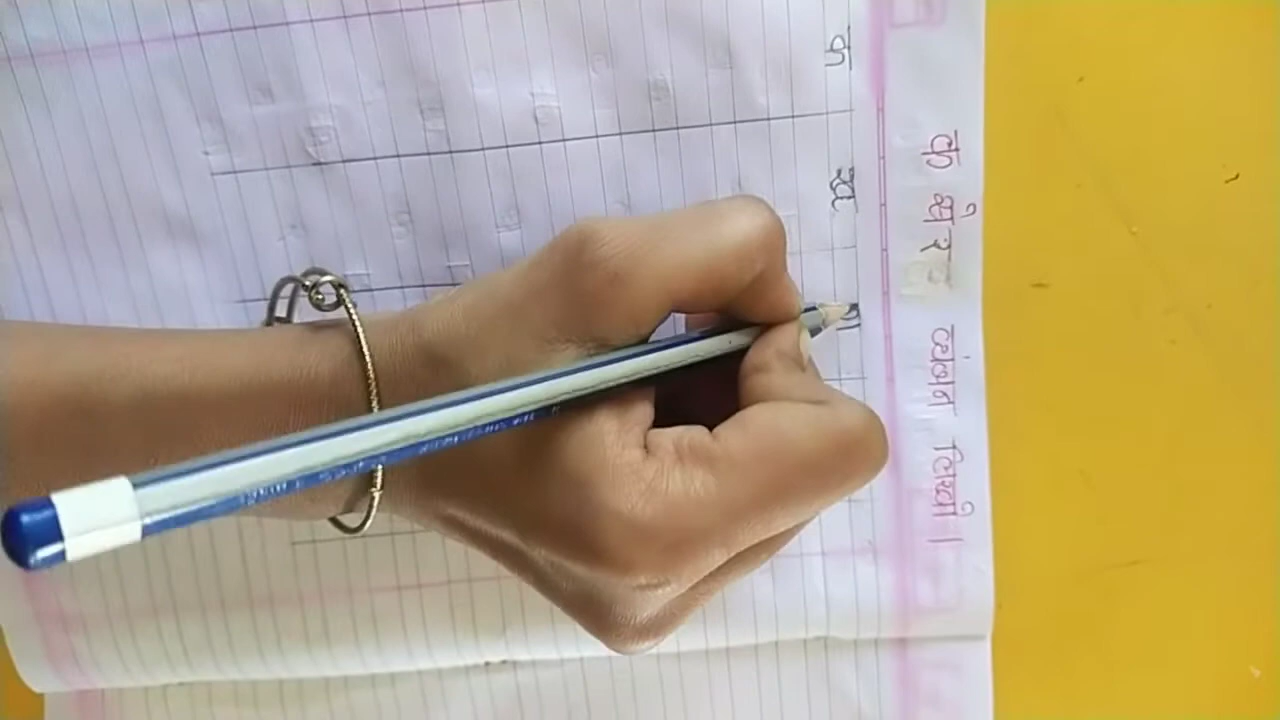 क से व्यंजन लिखो।
क ख ग